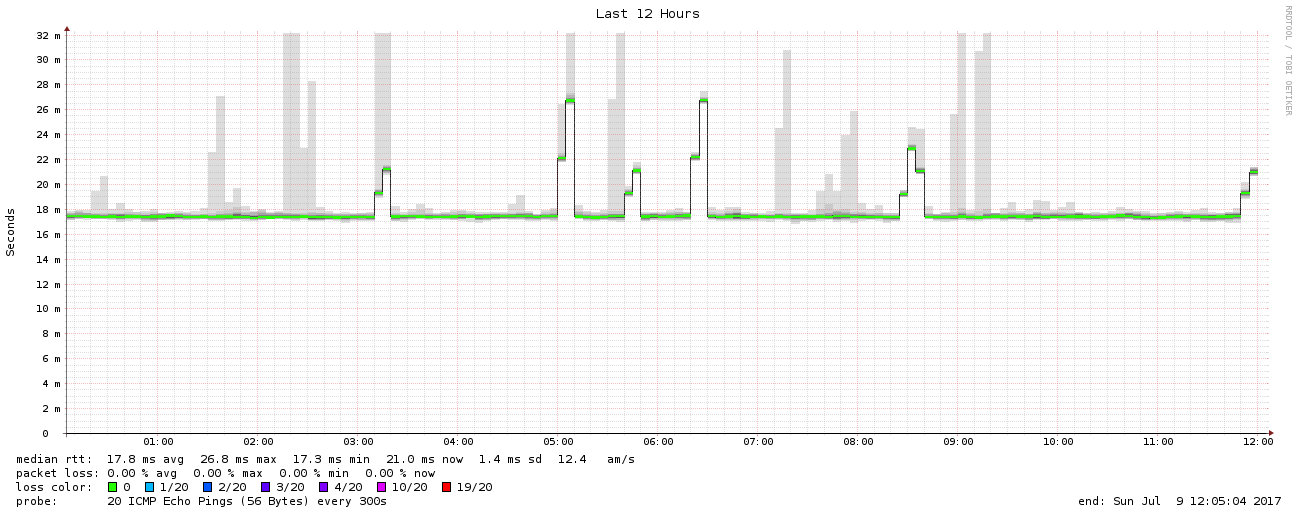 Last 12 Hours
RRDTOOL / TOBI OETIKER
Seconds
32 m
30 m
28 m
26 m
24 m
22 m
20 m
18 m
16 m
14 m
12 m
10 m
8 m
6 m
4 m
2 m
0
01:00 02:00 03:00 04:00 05:00 06:00 07:00 08:00 09:00 10:00 11:00 12:00
median rtt: 17.8 ms avg 26.8 ms max 17.3 ms min 21.0 ms now 1.4 ms sd 12.4 am/s
packet loss: 0.00 % avg 0.00 % max 0.00 % min 0.00 % now
loss color: 0 1/20 2/20 3/20 4/20 10/20 19/20
probe: 20 ICMP Echo Pings (56 Bytes) every 300s end: Sun Jul 9 12:05:04 2017